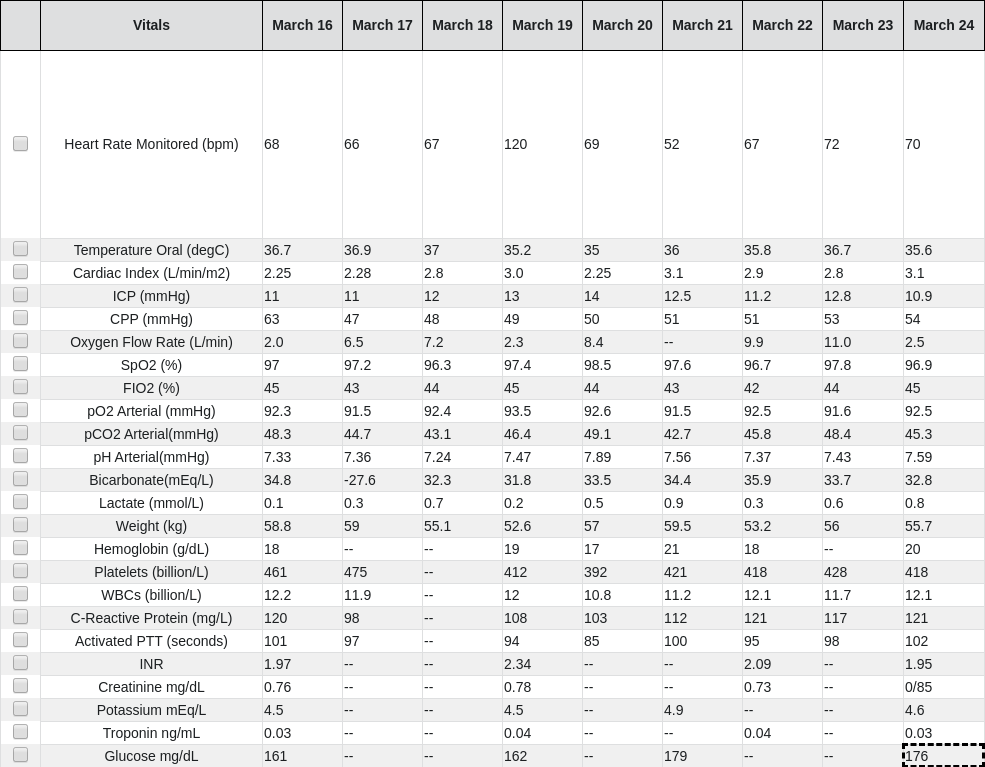 Vitals March 16 March 17 March 18 March 19 March 20 March 21 March 22 March 23 March 24
Heart Rate Monitored (bpm) 68 66 67 120 69 52 67 72 70
Temperature Oral (degC) 36.7 36.9 37 35.2 35 36 35.8 36.7 35.6
Cardiac Index (L/min/m2) 2.25 2.28 2.8 3.0 2.25 3.1 2.9 2.8 3.1
ICP (mmHg) 11 11 12 13 14 12.5 11.2 12.8 10.9
CPP (mmHg) 63 47 48 49 50 51 51 53 54
Oxygen Flow Rate (L/min) 2.0 6.5 7.2 2.3 8.4 -- 9.9 11.0 2.5
SpO2 (%) 97 97.2 96.3 97.4 98.5 97.6 96.7 97.8 96.9
FIO2 (%) 45 43 44 45 44 43 42 44 45
pO2 Arterial (mmHg) 92.3 91.5 92.4 93.5 92.6 91.5 92.5 91.6 92.5
pCO2 Arterial(mmHg) 48.3 44.7 43.1 46.4 49.1 42.7 45.8 48.4 45.3
pH Arterial(mmHg) 7.33 7.36 7.24 7.47 7.89 7.56 7.37 7.43 7.59
Bicarbonate(mEq/L) 34.8 -27.6 32.3 31.8 33.5 34.4 35.9 33.7 32.8
Lactate (mmol/L) 0.1 0.3 0.7 0.2 0.5 0.9 0.3 0.6 0.8
Weight (kg) 58.8 59 55.1 52.6 57 59.5 53.2 56 55.7
Hemoglobin (g/dL) 18 -- -- 19 17 21 18 -- 20
Platelets (billion/L) 461 475 -- 412 392 421 418 428 418
WBCs (billion/L) 12.2 11.9 -- 12 10.8 11.2 12.1 11.7 12.1
C-Reactive Protein (mg/L) 120 98 -- 108 103 112 121 117 121
Activated PTT (seconds) 101 97 -- 94 85 100 95 98 102
INR 1.97 -- -- 2.34 -- -- 2.09 -- 1.95
Creatinine mg/dL 0.76 -- -- 0.78 -- -- 0.73 -- 0/85
Potassium mEq/L 4.5 -- -- 4.5 -- 4.9 -- -- 4.6
Troponin ng/mL 0.03 -- -- 0.04 -- -- 0.04 -- 0.03
Glucose mg/dL 161 -- -- 162 -- 179 -- -- 176